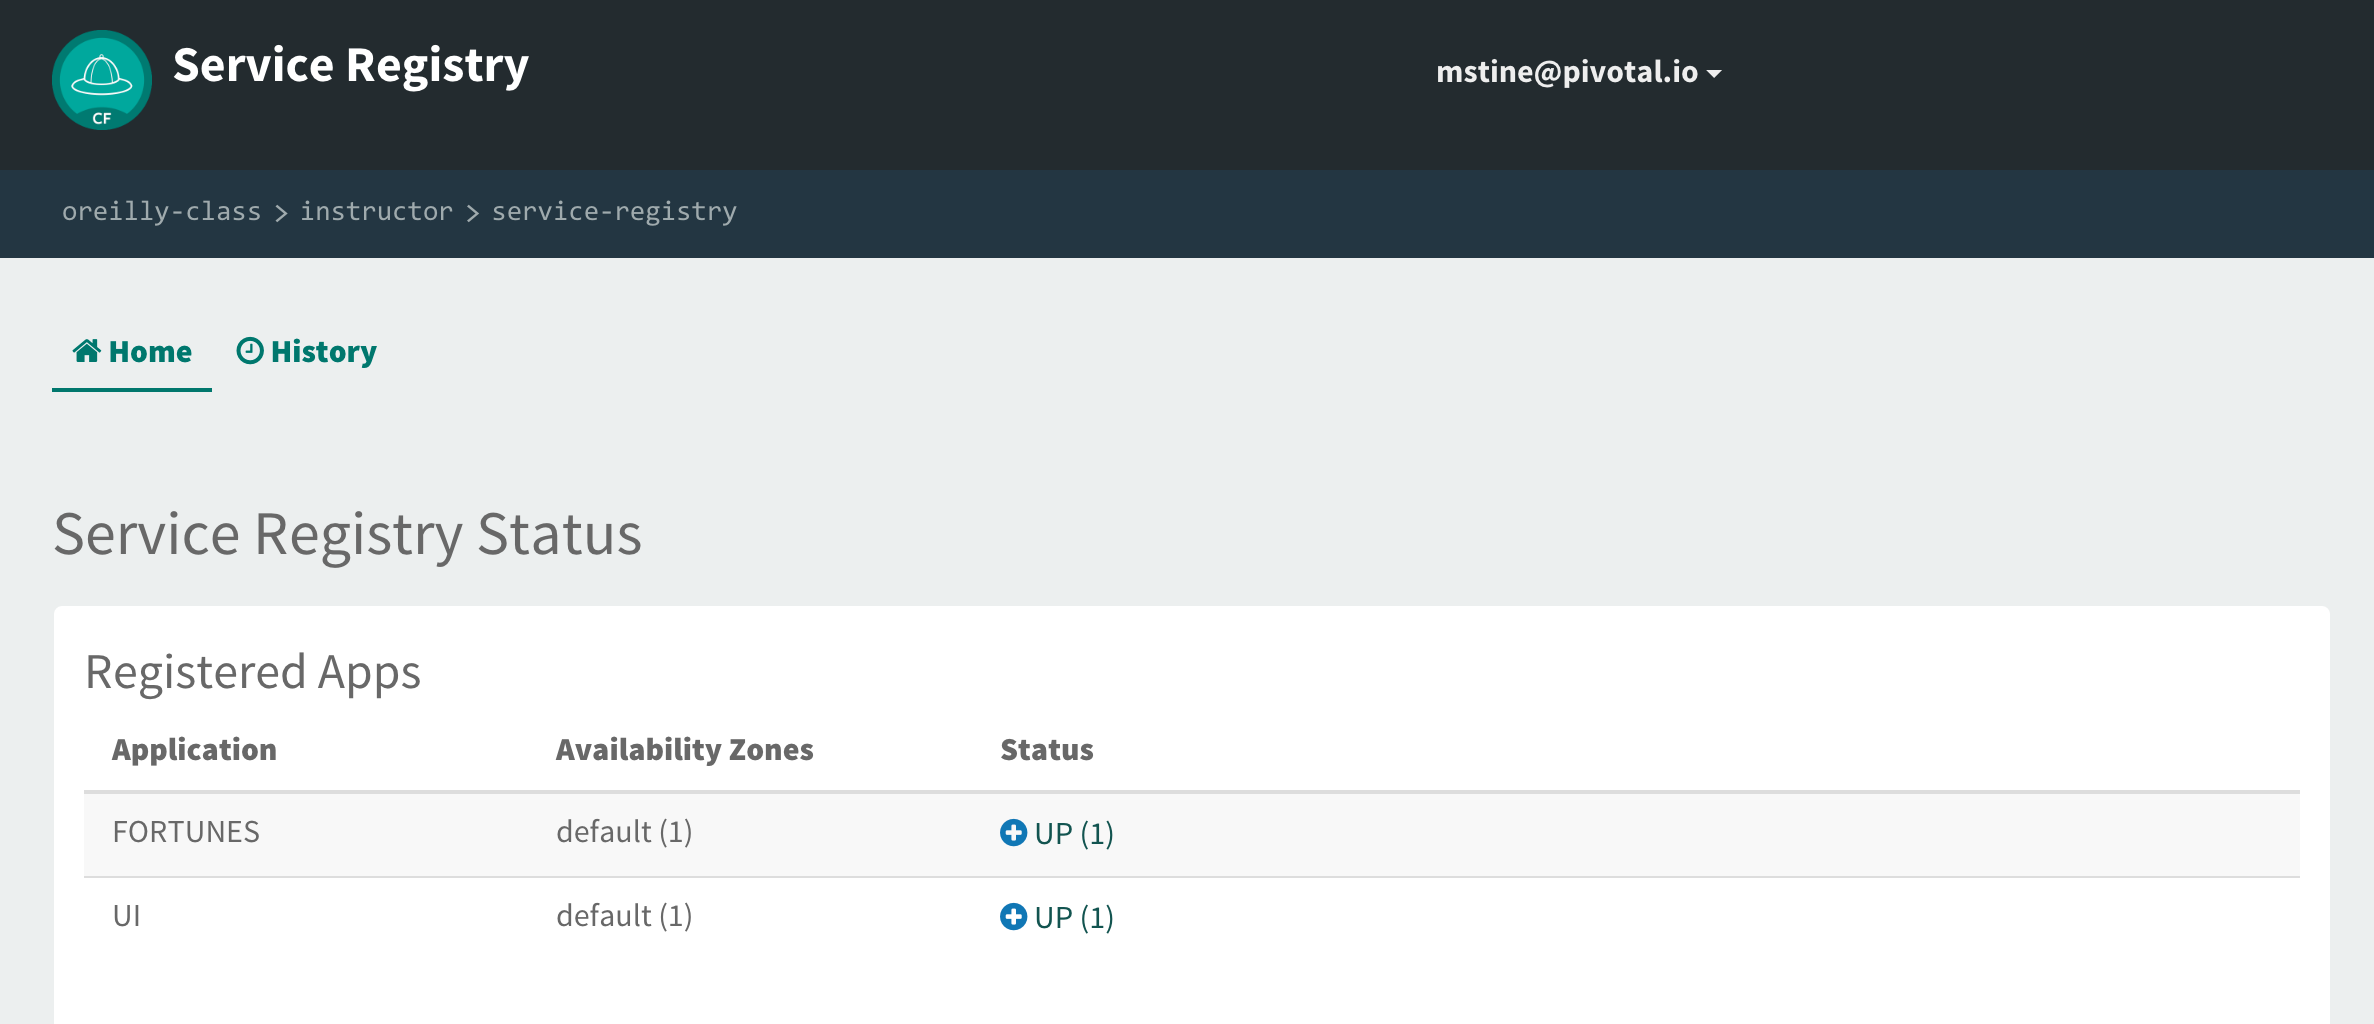 CF
Service Registry
mstine@pivotal.io
oreilly-class > instructor > service-registry
Home
History
Service Registry Status
Registered Apps
Application Availability Zones Status
FORTUNES default (1) UP (1)
UI default (1) UP (1)